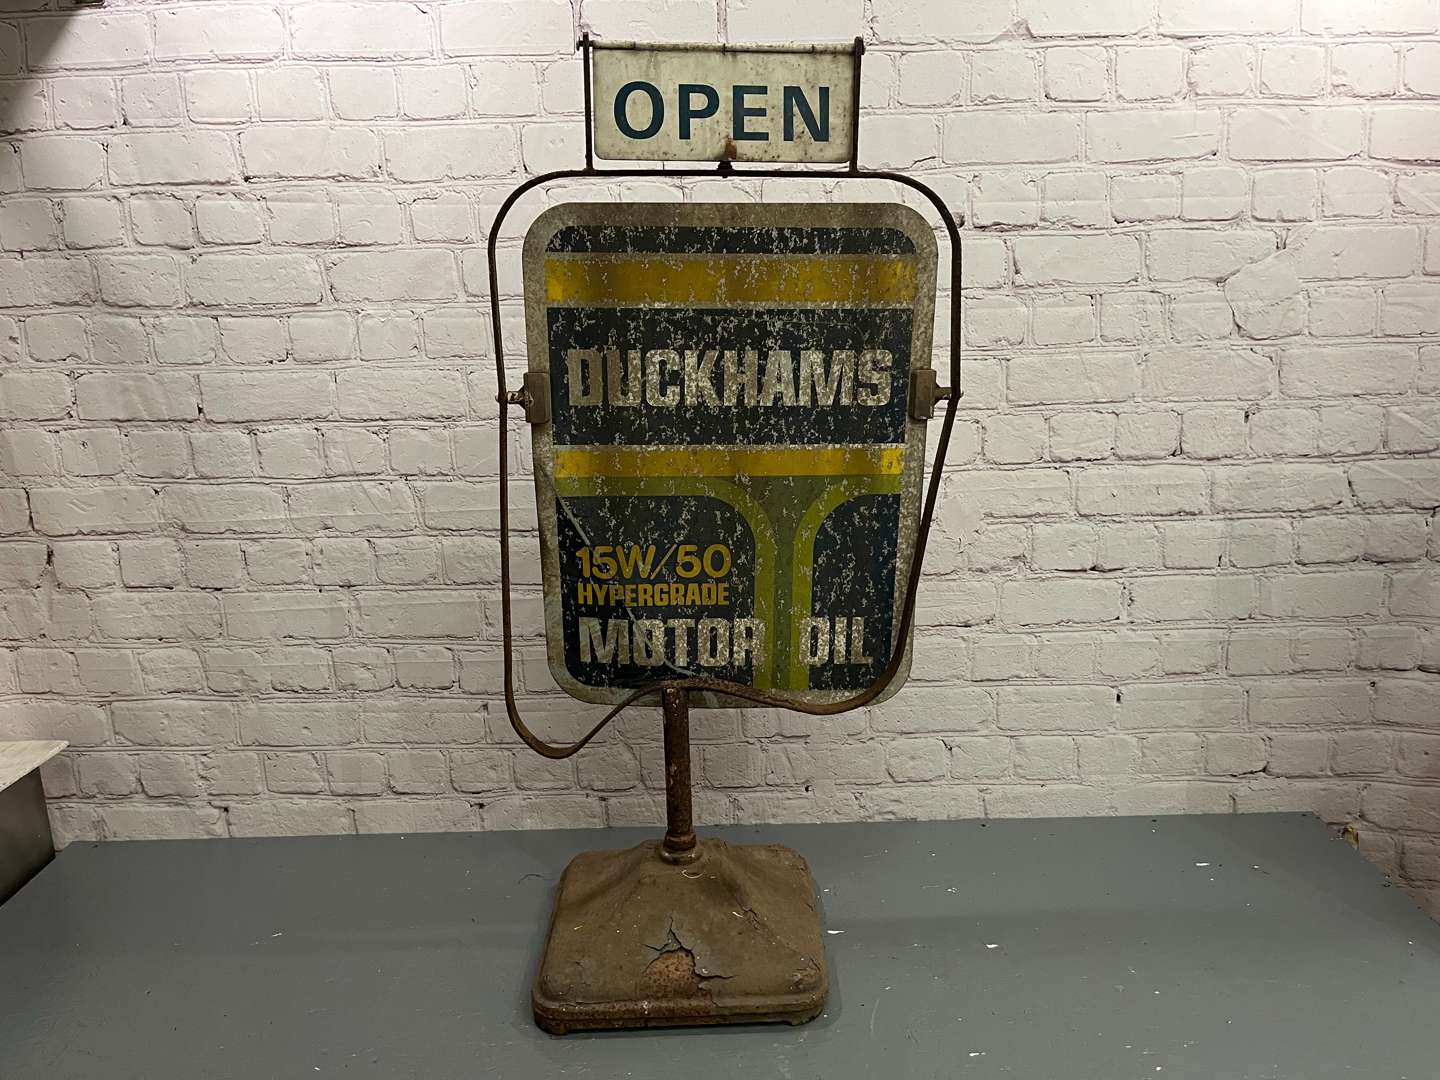 OPEN
DUCKHAMS
15W/50
HYPERGRADE
MOTOR OIL